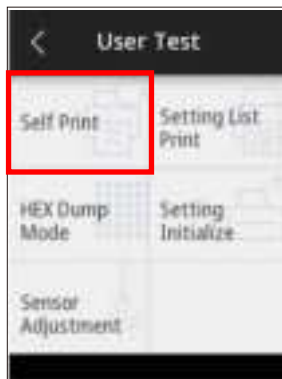 User Test
Self Print
Setting List
Print
HEX Dump
Mode
Setting
Initialize
Sensor
Adjustment